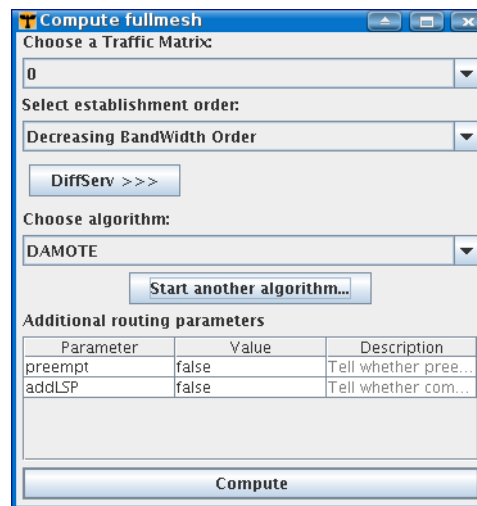 Compute fullmesh
Choose a Traffic Matrix:
0
Select establishment order:
Decreasing BandWidth Order
DiffServ >>>
Choose algorithm:
DAMOTE
Start another algorithm...
Additional routing parameters
Parameter Value Description
preempt false Tell whether pree...
addLSP false Tell whether com...
Compute